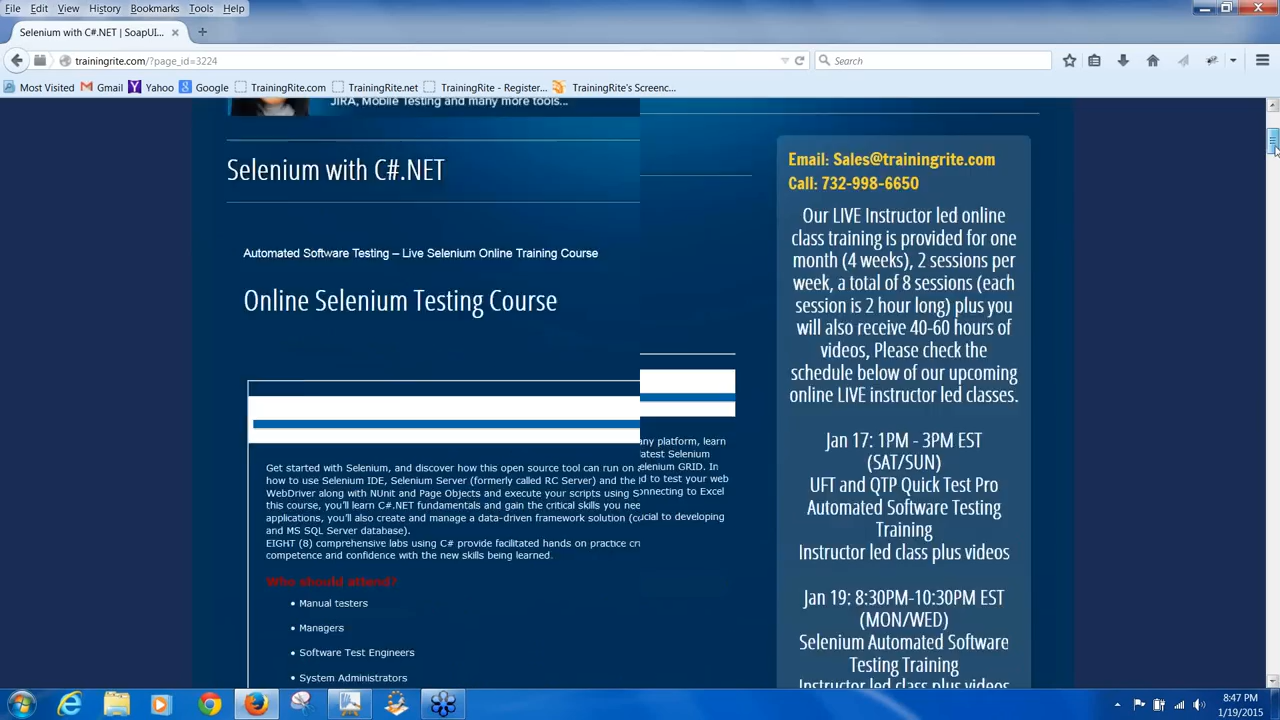 File Edit View History Bookmarks Tools Help
Selenium with C#.NET | SoapUI...
trainingrite.com/?page_id=3224
Search
Most Visited Gmail Yahoo Google TrainingRite.com TrainingRite.net TrainingRite - Register... TrainingRite's Screenc...
JIRA, Mobile Testing and many more tools...
Selenium with C#.NET
Automated Software Testing – Live Selenium Online Training Course
Online Selenium Testing Course
Get started with Selenium, and discover how this open source tool can run on
any platform, learn
how to use Selenium IDE, Selenium Server (formerly called RC Server) and the
latest Selenium
WebDriver along with NUnit and Page Objects and execute your scripts using S
elenium GRID. In
this course, you'll learn C#.NET fundamentals and gain the critical skills you nee
d to test your web
applications, you'll also create and manage a data-driven framework solution (co
onnecting to Excel
and MS SQL Server database).
EIGHT (8) comprehensive labs using C# provide facilitated hands on practice cr
ucial to developing
competence and confidence with the new skills being learned.
Who should attend?
• Manual testers
• Managers
• Software Test Engineers
• System Administrators
Email: Sales@trainingrite.com
Call: 732-998-6650
Our LIVE Instructor led online
class training is provided for one
month (4 weeks), 2 sessions per
week, a total of 8 sessions (each
session is 2 hour long) plus you
will also receive 40-60 hours of
videos, Please check the
schedule below of our upcoming
online LIVE instructor led classes.
Jan 17: 1PM - 3PM EST
(SAT/SUN)
UFT and QTP Quick Test Pro
Automated Software Testing
Training
Instructor led class plus videos
Jan 19: 8:30PM-10:30PM EST
(MON/WED)
Selenium Automated Software
Testing Training
Instructor led class plus videos
8:47 PM
1/19/2015